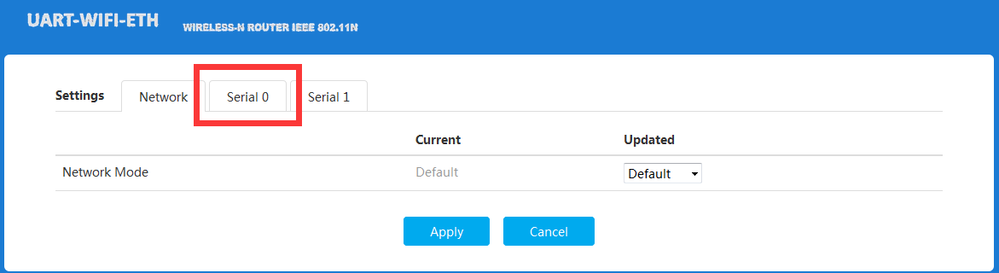 UART-WIFI-ETH WIRELESS-N ROUTER IEEE 802.11N
Settings Network Serial 0 Serial 1
Current Updated
Network Mode Default Default
Apply Cancel